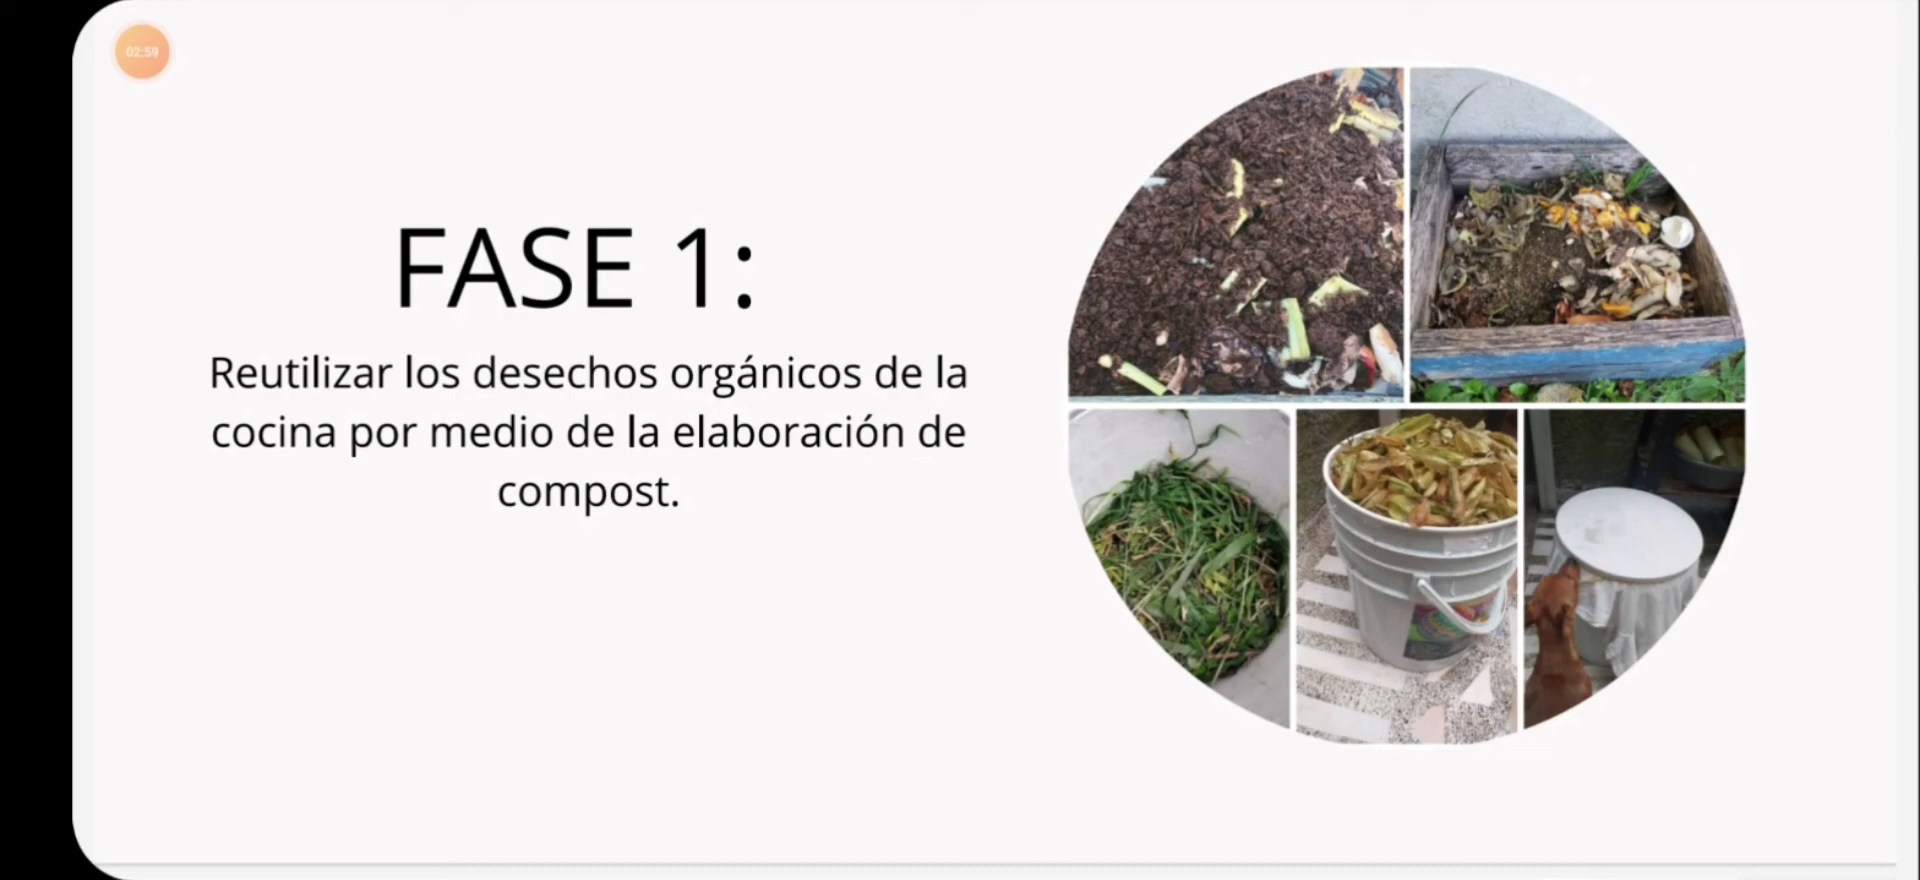 02:59
FASE 1:
Reutilizar los desechos orgánicos de la
cocina por medio de la elaboración de
compost.